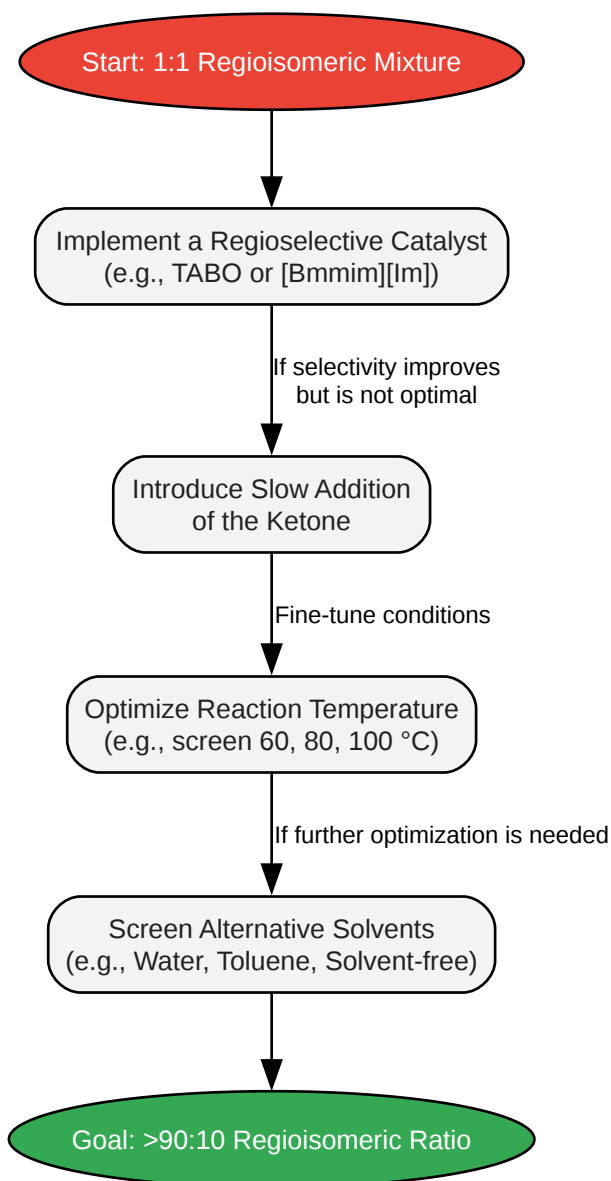 Start: 1:1 Regioisomeric Mixture
Implement a Regioselective Catalyst
(e.g., TABO or [Bmmim][Im])
If selectivity improves
but is not optimal
Introduce Slow Addition
of the Ketone
Fine-tune conditions
Optimize Reaction Temperature
(e.g., screen 60, 80, 100 °C)
If further optimization is needed
Screen Alternative Solvents
(e.g., Water, Toluene, Solvent-free)
Goal: >90:10 Regioisomeric Ratio